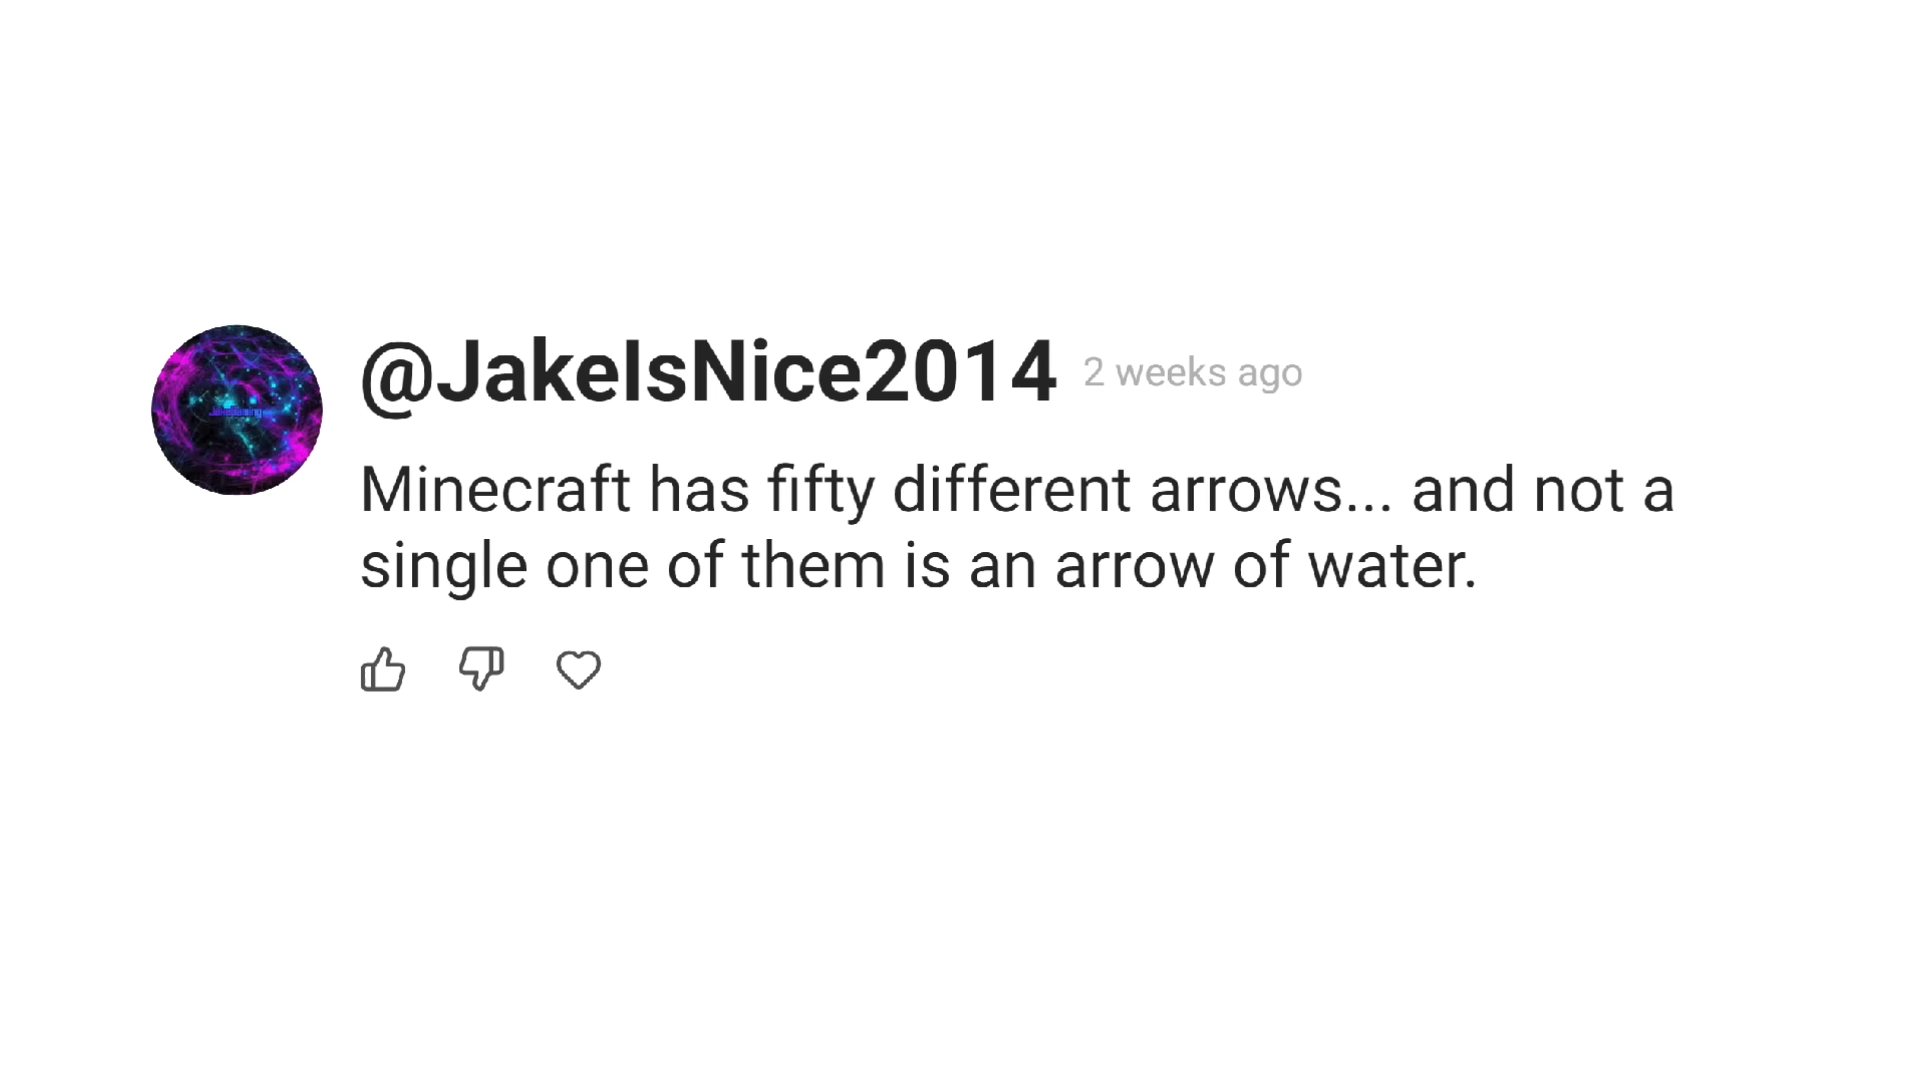 @JakeIsNice2014 2 weeks ago
Minecraft has fifty different arrows... and not a
single one of them is an arrow of water.